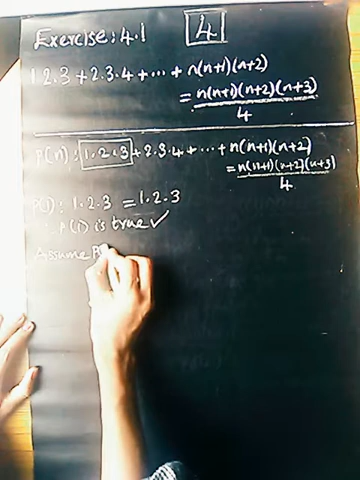 Exercise: 4.1
4
1.2.3 + 2.3.4 + ... + n(n+1)(n+2)
= n(n+1)(n+2)(n+3)
4
P(n): 1.2.3 + 2.3.4 + ... + n(n+1)(n+2)
= n(n+1)(n+2)(n+3)
4
P(1): 1.2.3 = 1.2.3
∴ P(1) is true ✓
Assume P